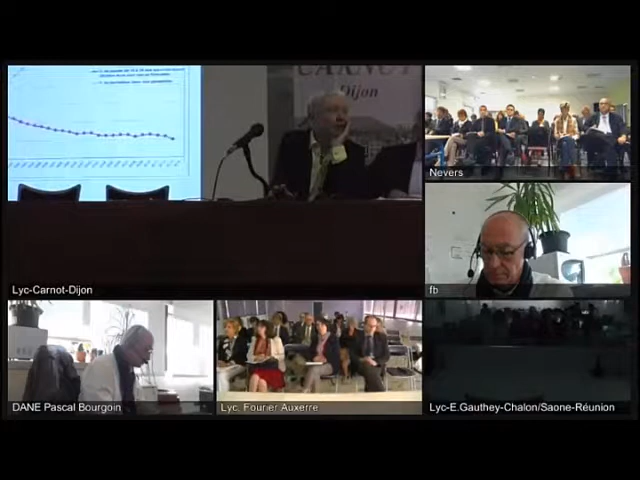 CARNOT
Dijon
Nevers
fb
Lyc-Carnot-Dijon
DANE Pascal Bourgoin
Lyc. Fourier Auxerre
Lyc-E.Gauthey-Chalon/Saone-Réunion